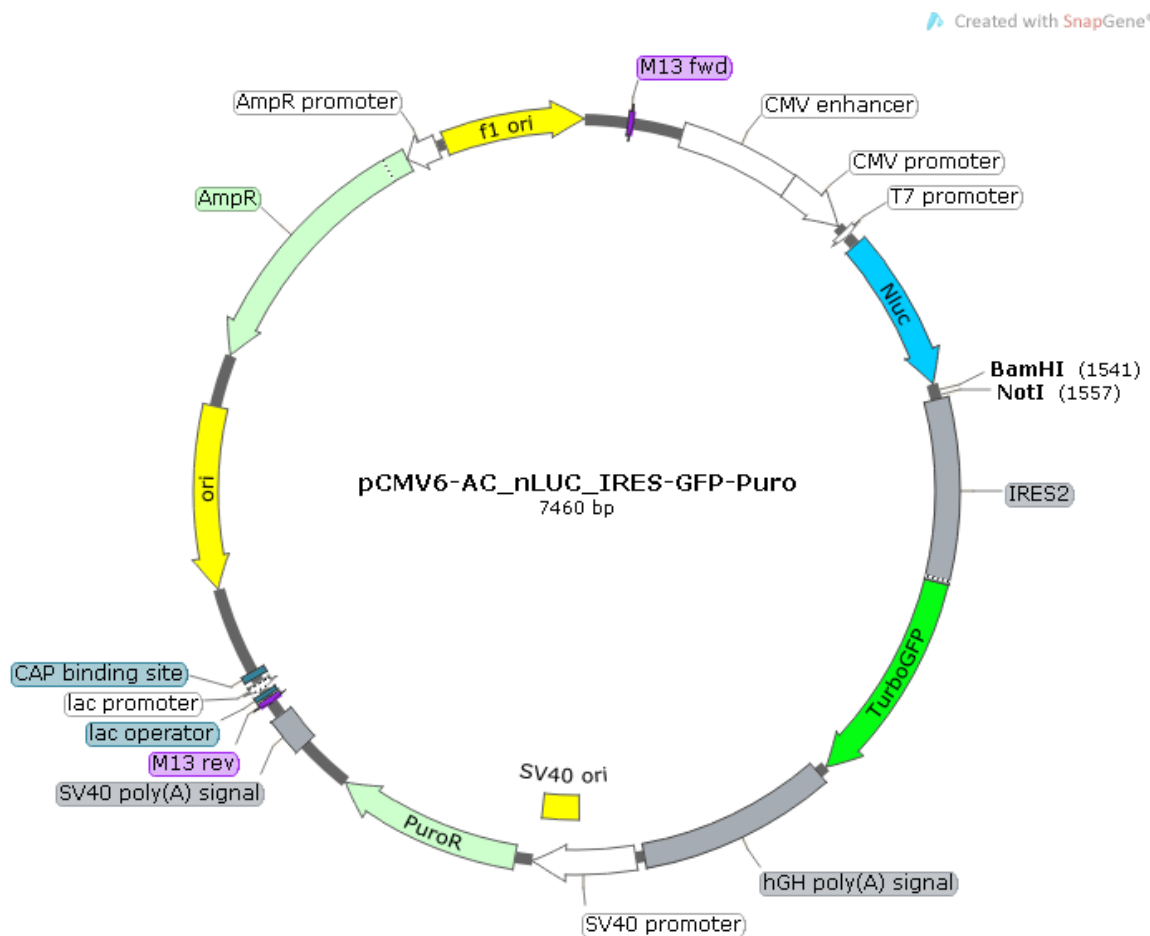 Created with SnapGene®
M13 fwd
AmpR promoter
f1 ori
CMV enhancer
CMV promoter
T7 promoter
AmpR
Nluc
BamHI (1541)
NotI (1557)
pCMV6-AC_nLUC_IRES-GFP-Puro
7460 bp
ori
IRES2
CAP binding site
lac promoter
lac operator
M13 rev
SV40 poly(A) signal
TurboGFP
SV40 ori
PuroR
hGH poly(A) signal
SV40 promoter